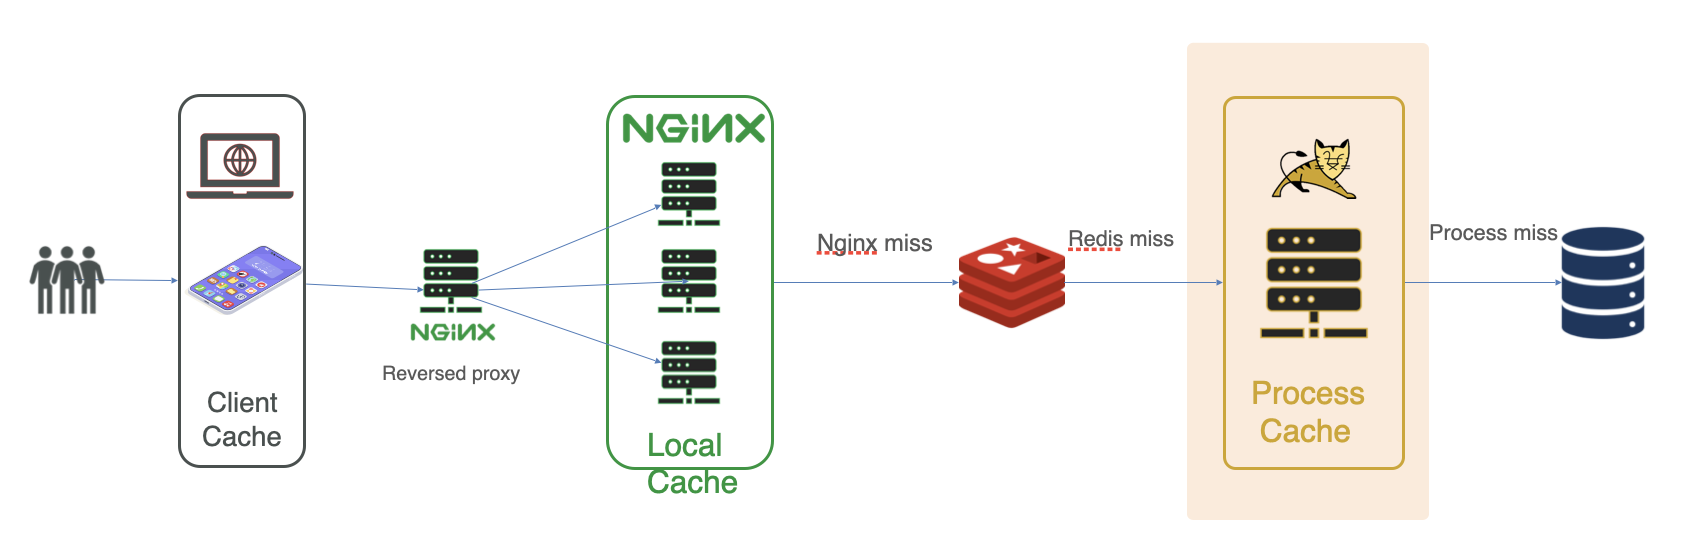 Client
Cache
NGINX
Reversed proxy
NGINX
Local
Cache
Nginx miss
Redis miss
Process
Cache
Process miss